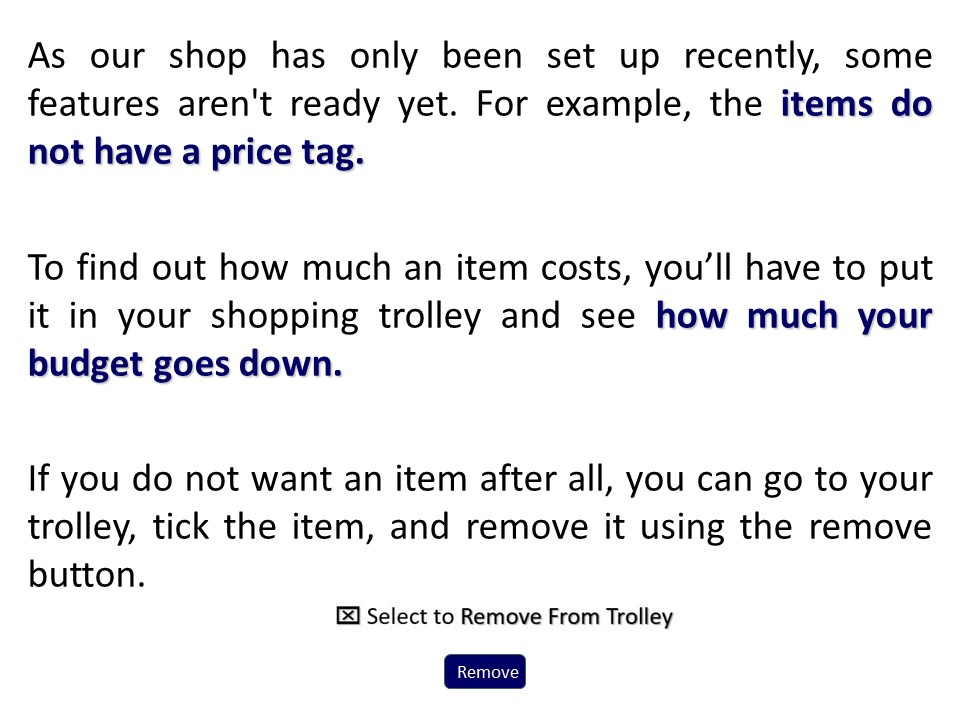 As our shop has only been set up recently, some
features aren't ready yet. For example, the items do
not have a price tag.
To find out how much an item costs, you’ll have to put
it in your shopping trolley and see how much your
budget goes down.
If you do not want an item after all, you can go to your
trolley, tick the item, and remove it using the remove
button.
☒ Select to Remove From Trolley
Remove